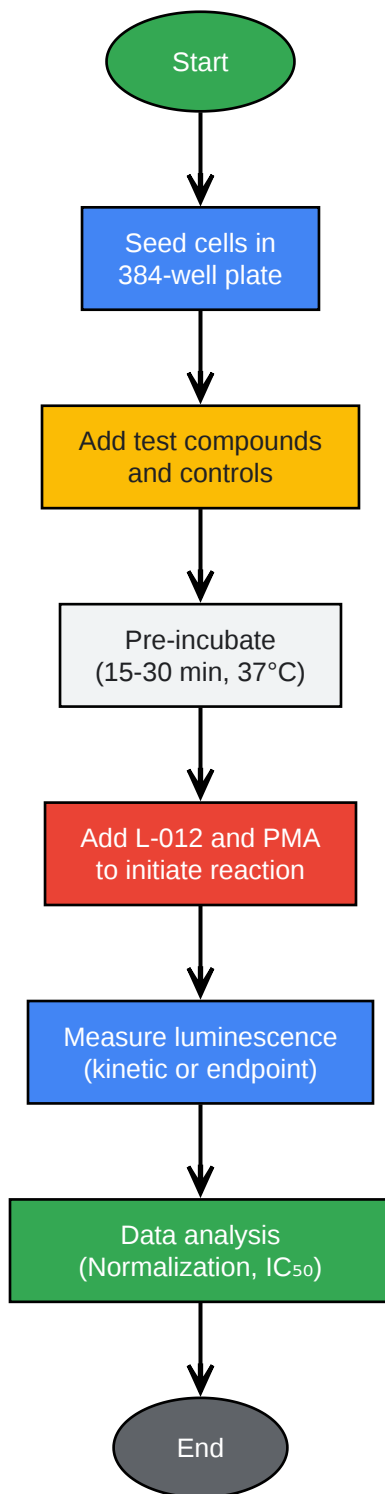 Start
Seed cells in
384-well plate
Add test compounds
and controls
Pre-incubate
(15-30 min, 37°C)
Add L-012 and PMA
to initiate reaction
Measure luminescence
(kinetic or endpoint)
Data analysis
(Normalization, IC₅₀)
End